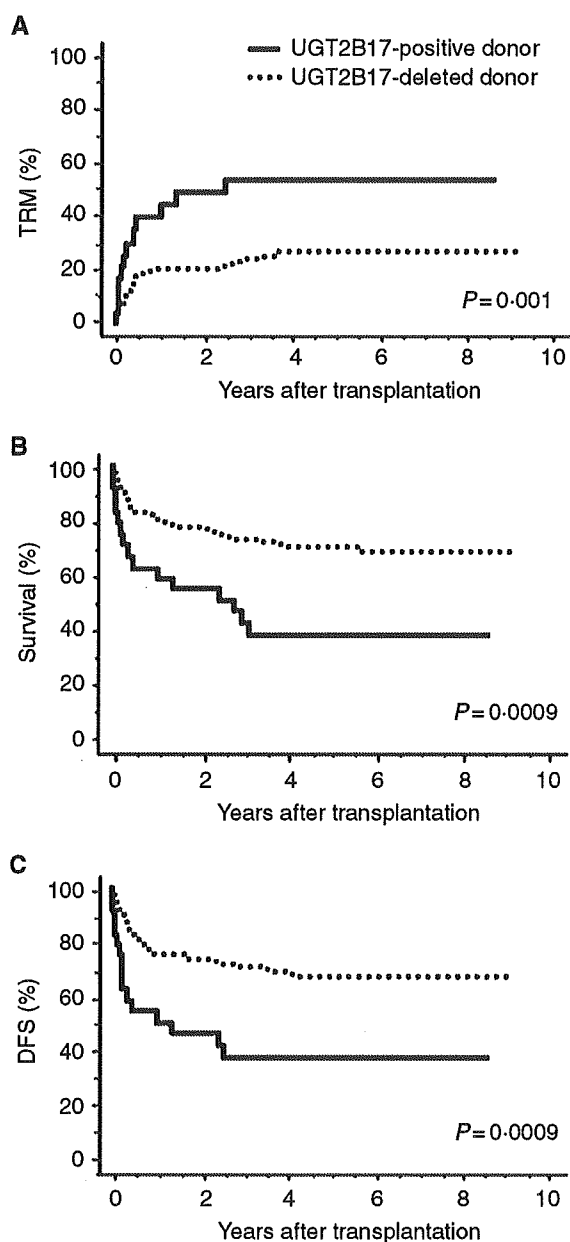 A
100
80
60
40
20
0
TRM (%)
UGT2B17-positive donor
UGT2B17-deleted donor
P=0·001
0 2 4 6 8 10
Years after transplantation
B
100
80
60
40
20
0
Survival (%)
P=0·0009
0 2 4 6 8 10
Years after transplantation
C
100
80
60
40
20
0
DFS (%)
P=0·0009
0 2 4 6 8 10
Years after transplantation